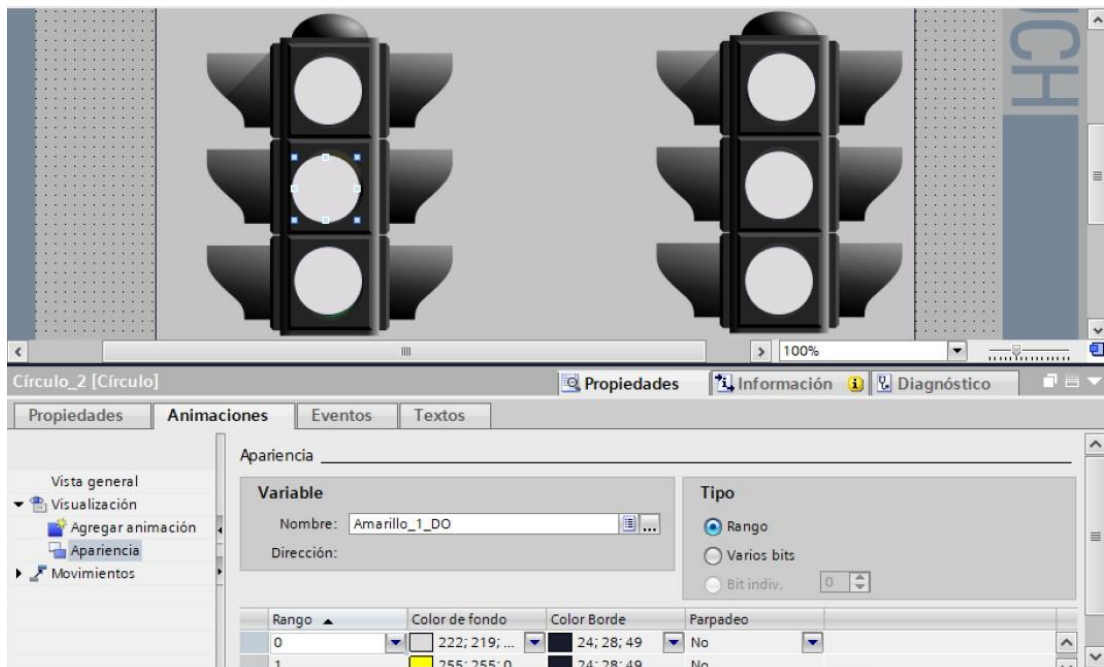 UCH
100%
Círculo_2 [Círculo]
Propiedades
Información
Diagnóstico
Propiedades
Animaciones
Eventos
Textos
Apariencia
Vista general
Visualización
Agregar animación
Apariencia
Movimientos
Variable
Nombre: Amarillo_1_DO
Dirección:
Tipo
Rango
Varios bits
Bit indiv. 0
Rango Color de fondo Color Borde Parpadeo
0 222; 219; ... 24; 28; 49 No
1 255; 255; 0 24; 28; 49 No